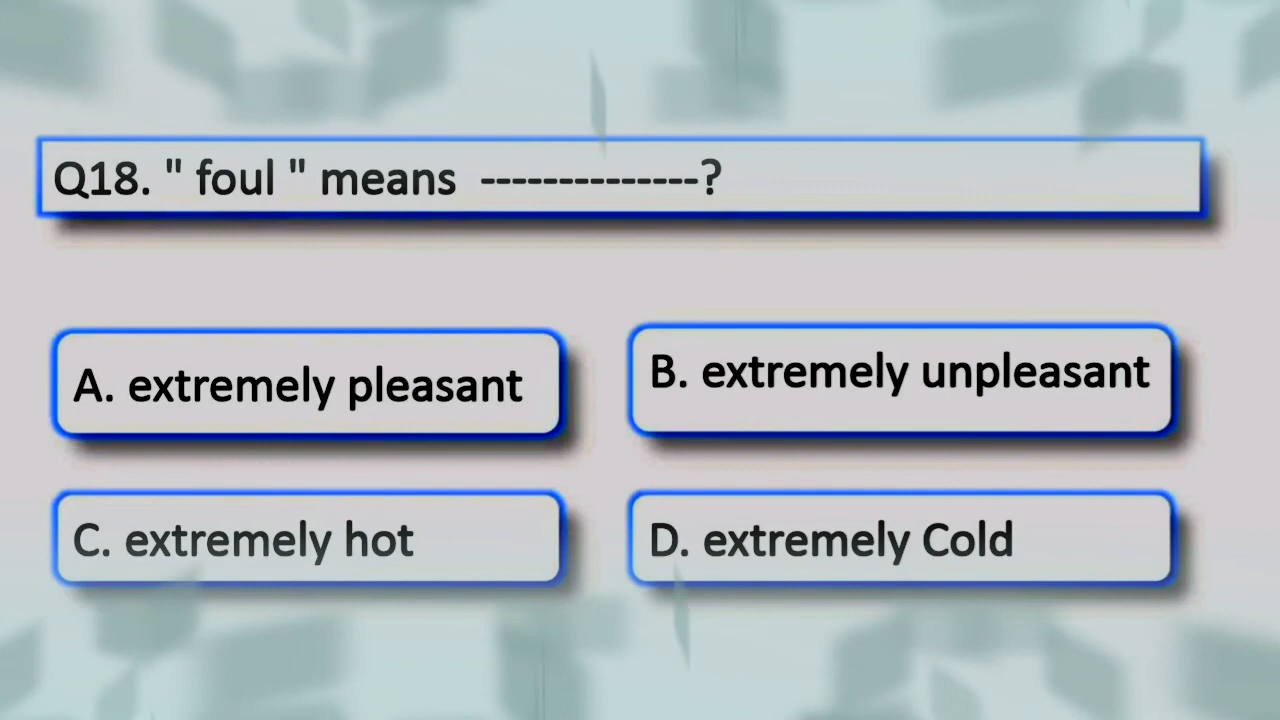 Q18. " foul " means --------------?
A. extremely pleasant
B. extremely unpleasant
C. extremely hot
D. extremely Cold